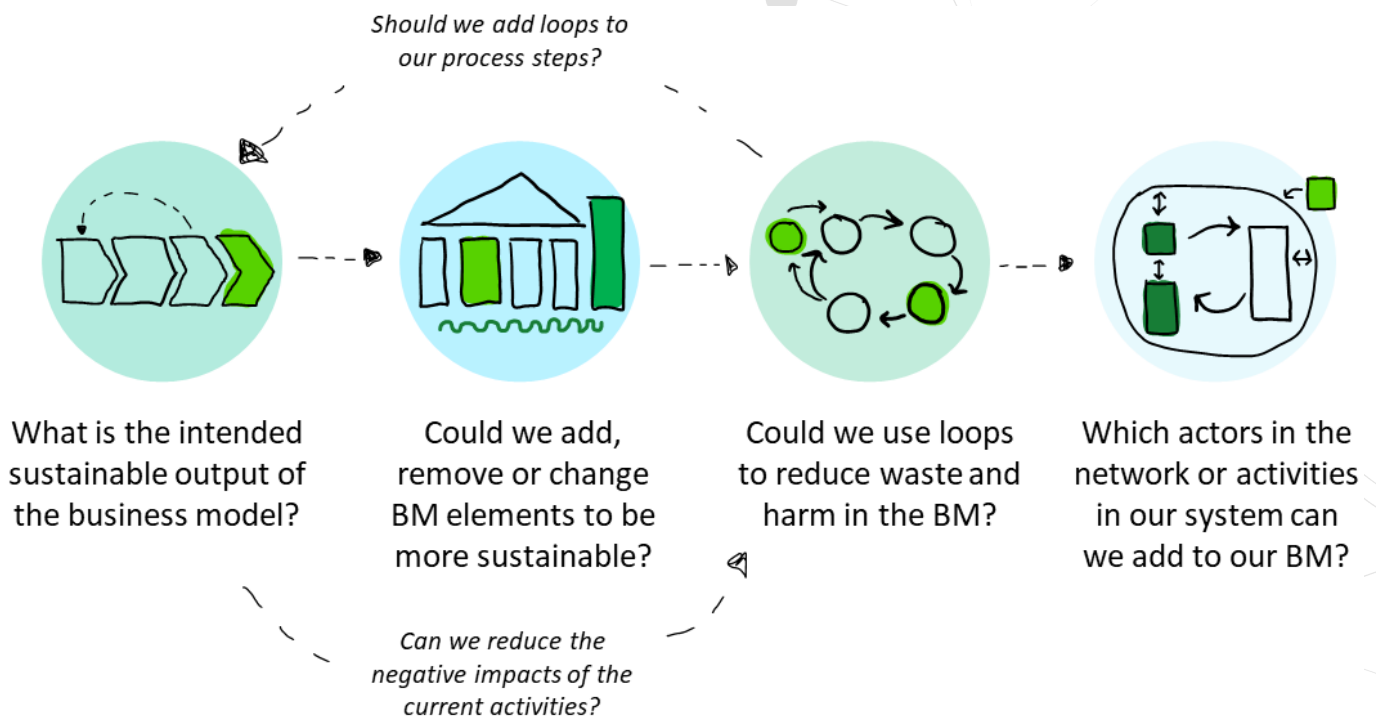 Should we add loops to
our process steps?
What is the intended
sustainable output of
the business model?
Could we add,
remove or change
BM elements to be
more sustainable?
Could we use loops
to reduce waste and
harm in the BM?
Which actors in the
network or activities
in our system can
we add to our BM?
Can we reduce the
negative impacts of the
current activities?